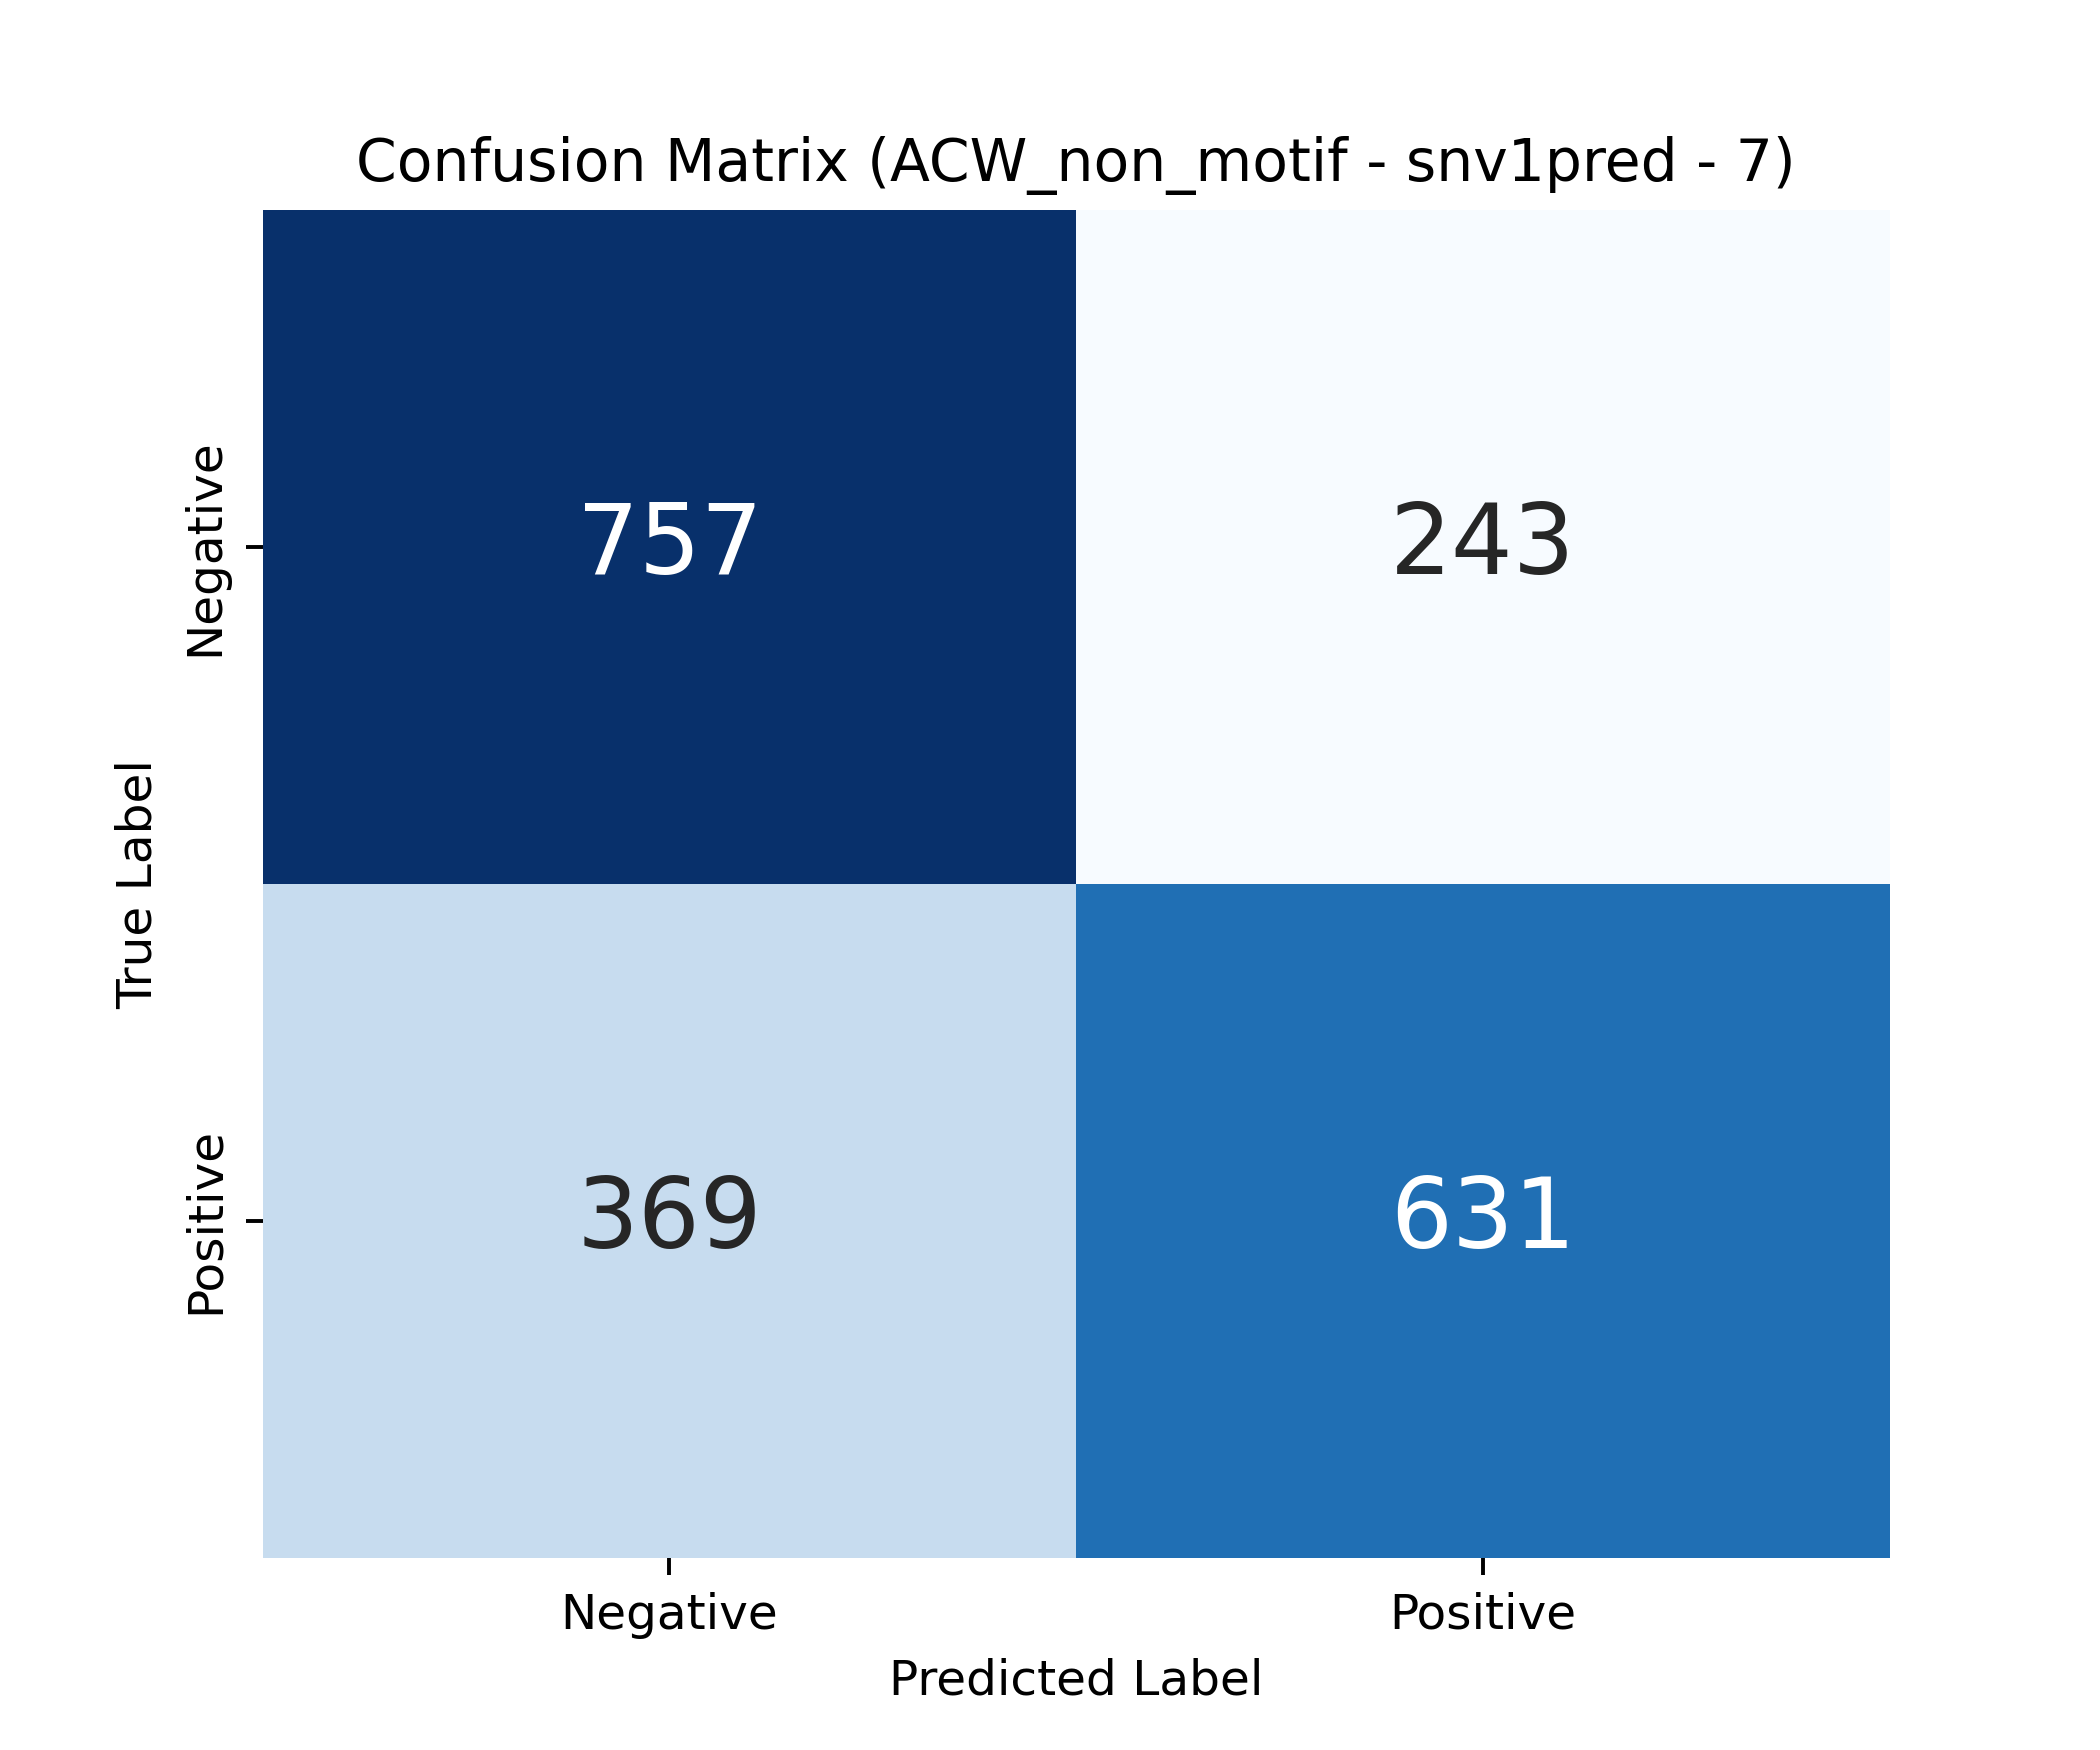 Confusion Matrix (ACW_non_motif - snv1pred - 7)
Negative
757
243
True Label
Positive
369
631
Negative
Positive
Predicted Label